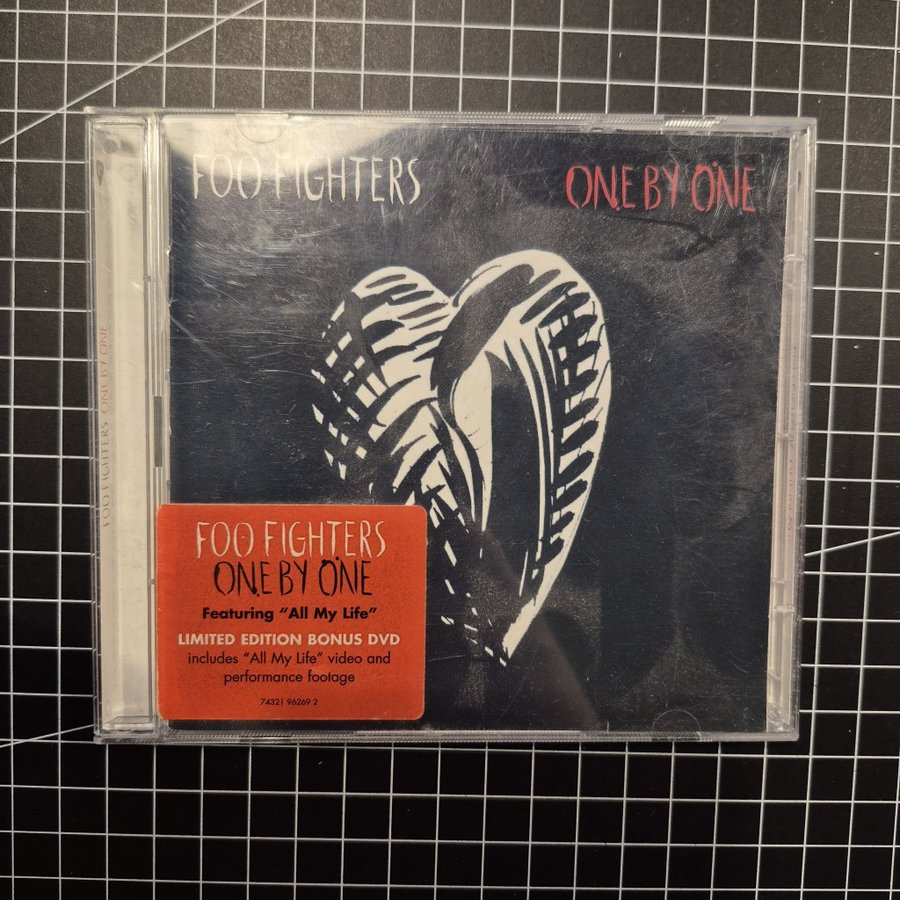 FOO FIGHTERS
ONE BY ONE
FOO FIGHTERS ONE BY ONE
FOO FIGHTERS
ONE BY ONE
Featuring "All My Life"
LIMITED EDITION BONUS DVD
includes "All My Life" video and
performance footage
74321 96269 2